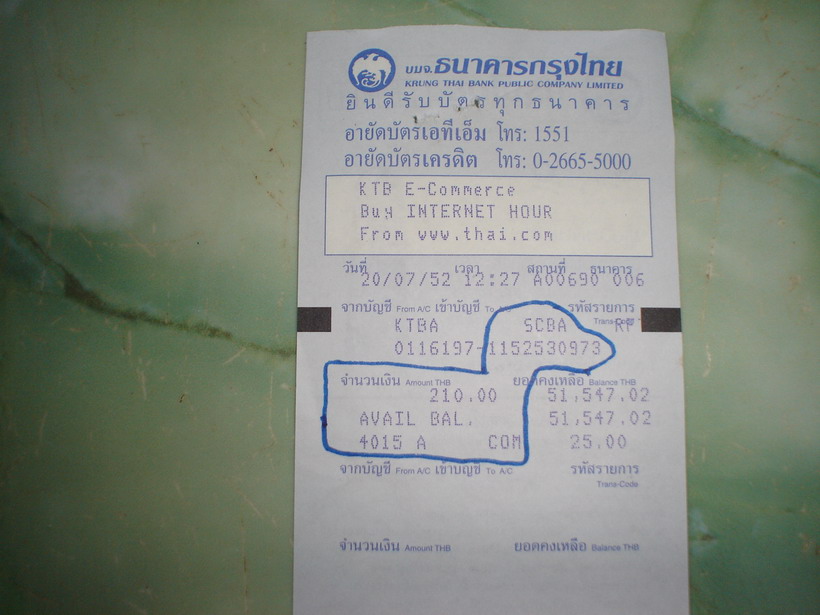 บมจ.ธนาคารกรุงไทย
KRUNG THAI BANK PUBLIC COMPANY LIMITED
ยินดีรับบัตรทุกธนาคาร
อายัดบัตรเอทีเอ็ม โทร: 1551
อายัดบัตรเครดิต โทร: 0-2665-5000
KTB E-Commerce
Buy INTERNET HOUR
From www.thai.com
วันที่ เวลา สถานที่ ธนาคาร
20/07/52 12:27 A00690 006
จากบัญชี From A/C เข้าบัญชี To รหัสรายการ
Trans-Code
KTBA SCBA
0116197-1152530973
จำนวนเงิน Amount THB ยอดคงเหลือ Balance THB
210.00 51,547.02
AVAIL BAL. 51,547.02
4015 A COM 25.00
จากบัญชี From A/C เข้าบัญชี To A/C รหัสรายการ
Trans-Code
จำนวนเงิน Amount THB ยอดคงเหลือ Balance THB